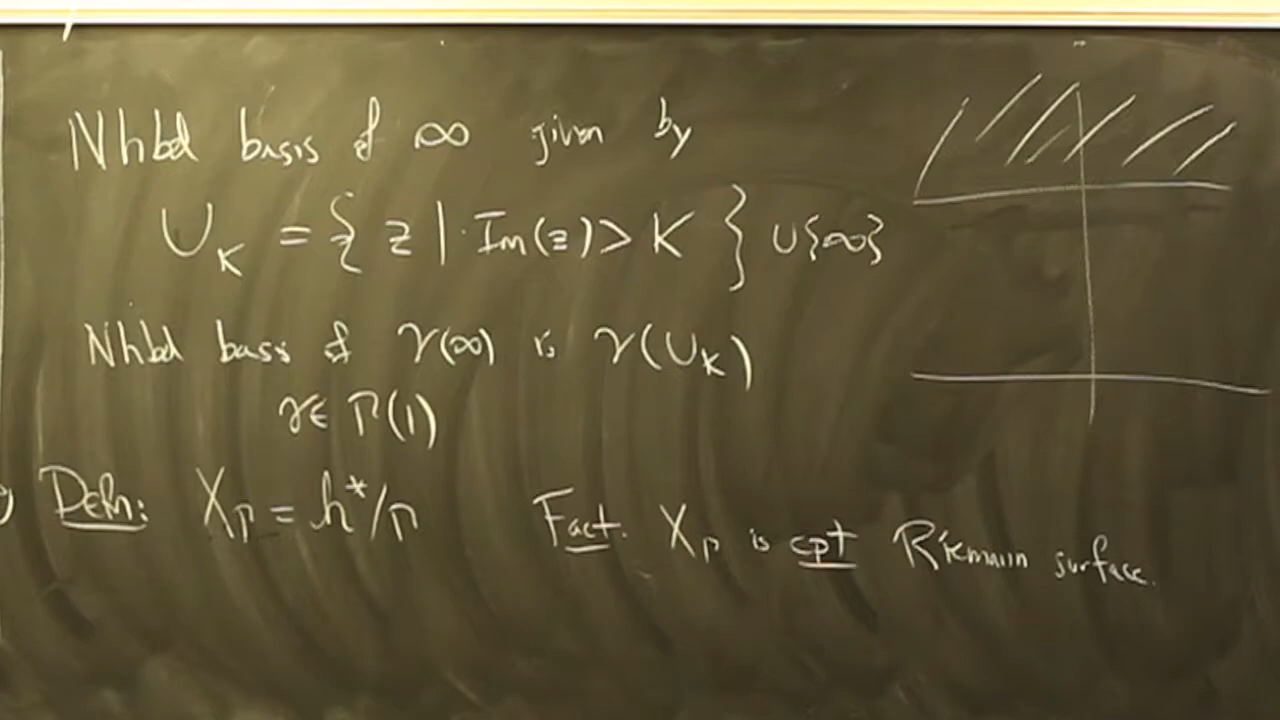 Nhbd basis of ∞ given by
U_K = { z | Im(z) > K } ∪ {∞}
Nhbd basis of γ(∞) is γ(U_K)
γ ∈ Γ(1)
Defn: X_Γ = h*/Γ Fact. X_Γ is cpt Riemann surface.